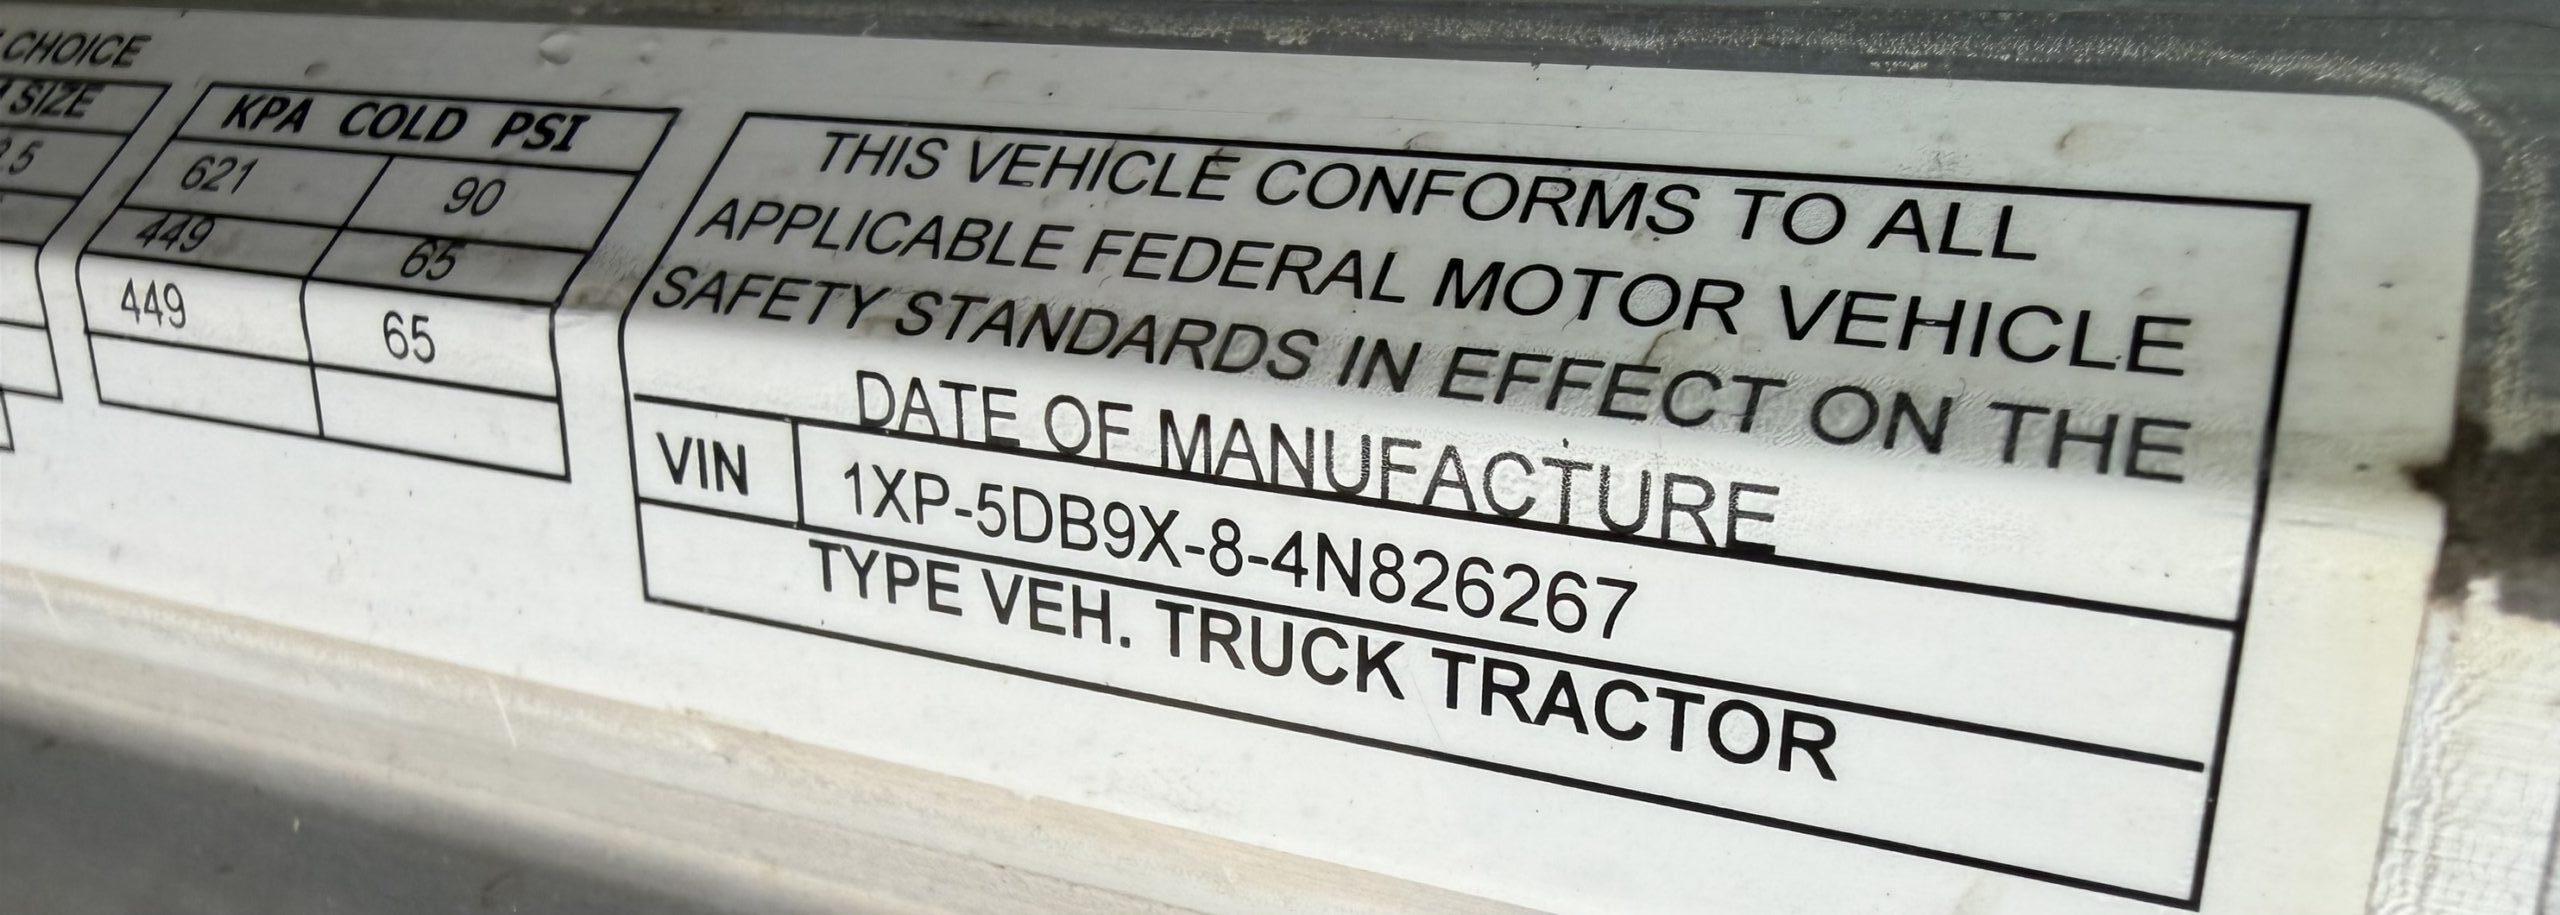 CHOICE
SIZE
KPA COLD PSI
.5
621 90
449 65
449 65
THIS VEHICLE CONFORMS TO ALL
APPLICABLE FEDERAL MOTOR VEHICLE
SAFETY STANDARDS IN EFFECT ON THE
DATE OF MANUFACTURE
VIN 1XP-5DB9X-8-4N826267
TYPE VEH. TRUCK TRACTOR